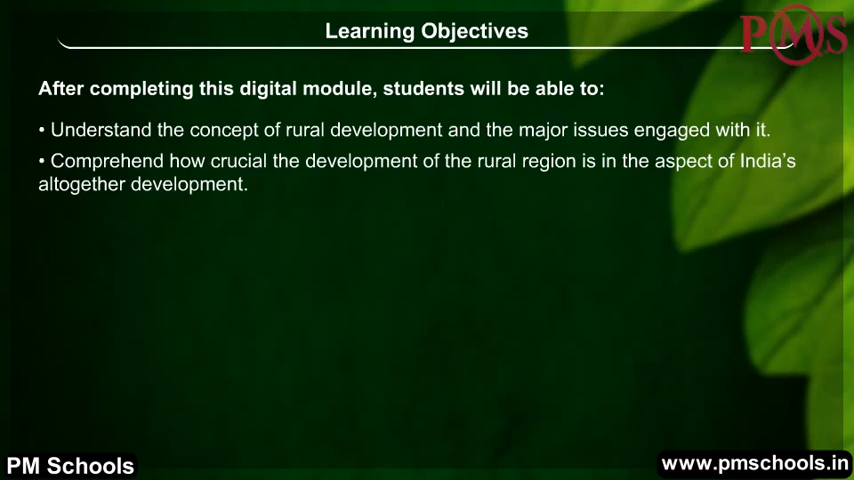 Learning Objectives
PMS
After completing this digital module, students will be able to:
• Understand the concept of rural development and the major issues engaged with it.
• Comprehend how crucial the development of the rural region is in the aspect of India's
altogether development.
PM Schools
www.pmschools.in